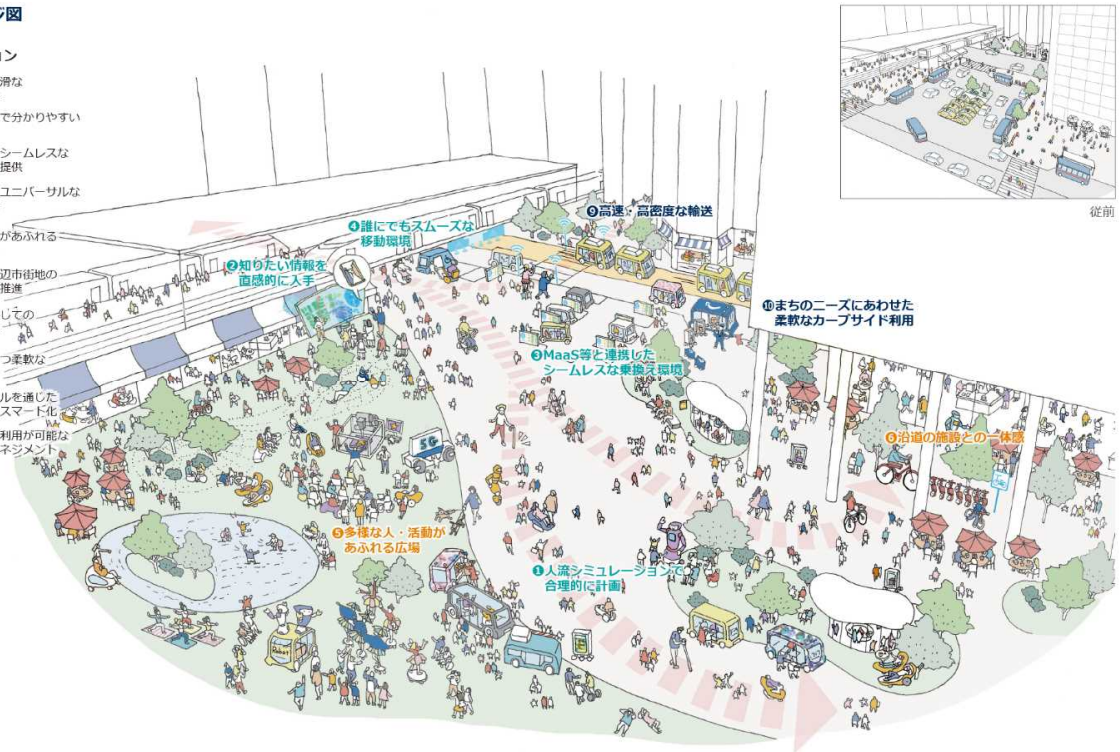 ジ図
ョン
滑な
で分かりやすい
シームレスな
提供
ユニバーサルな
があふれる
辺市街地の
推進
じての
つ柔軟な
ルを通じた
スマート化
利用が可能な
ネジメント
従前
❾高速・高密度な輸送
❹誰にでもスムーズな
移動環境
❷知りたい情報を
直感的に入手
❿まちのニーズにあわせた
柔軟なカーブサイド利用
❸MaaS等と連携した
シームレスな乗換え環境
❻沿道の施設との一体感
5G
❺多様な人・活動が
あふれる広場
❶人流シミュレーションで
合理的に計画
Robot